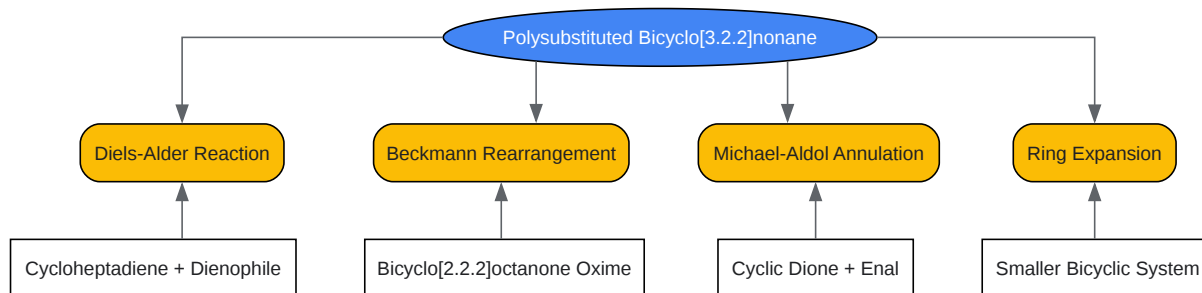 Polysubstituted Bicyclo[3.2.2]nonane
Diels-Alder Reaction
Beckmann Rearrangement
Michael-Aldol Annulation
Ring Expansion
Cycloheptadiene + Dienophile
Bicyclo[2.2.2]octanone Oxime
Cyclic Dione + Enal
Smaller Bicyclic System